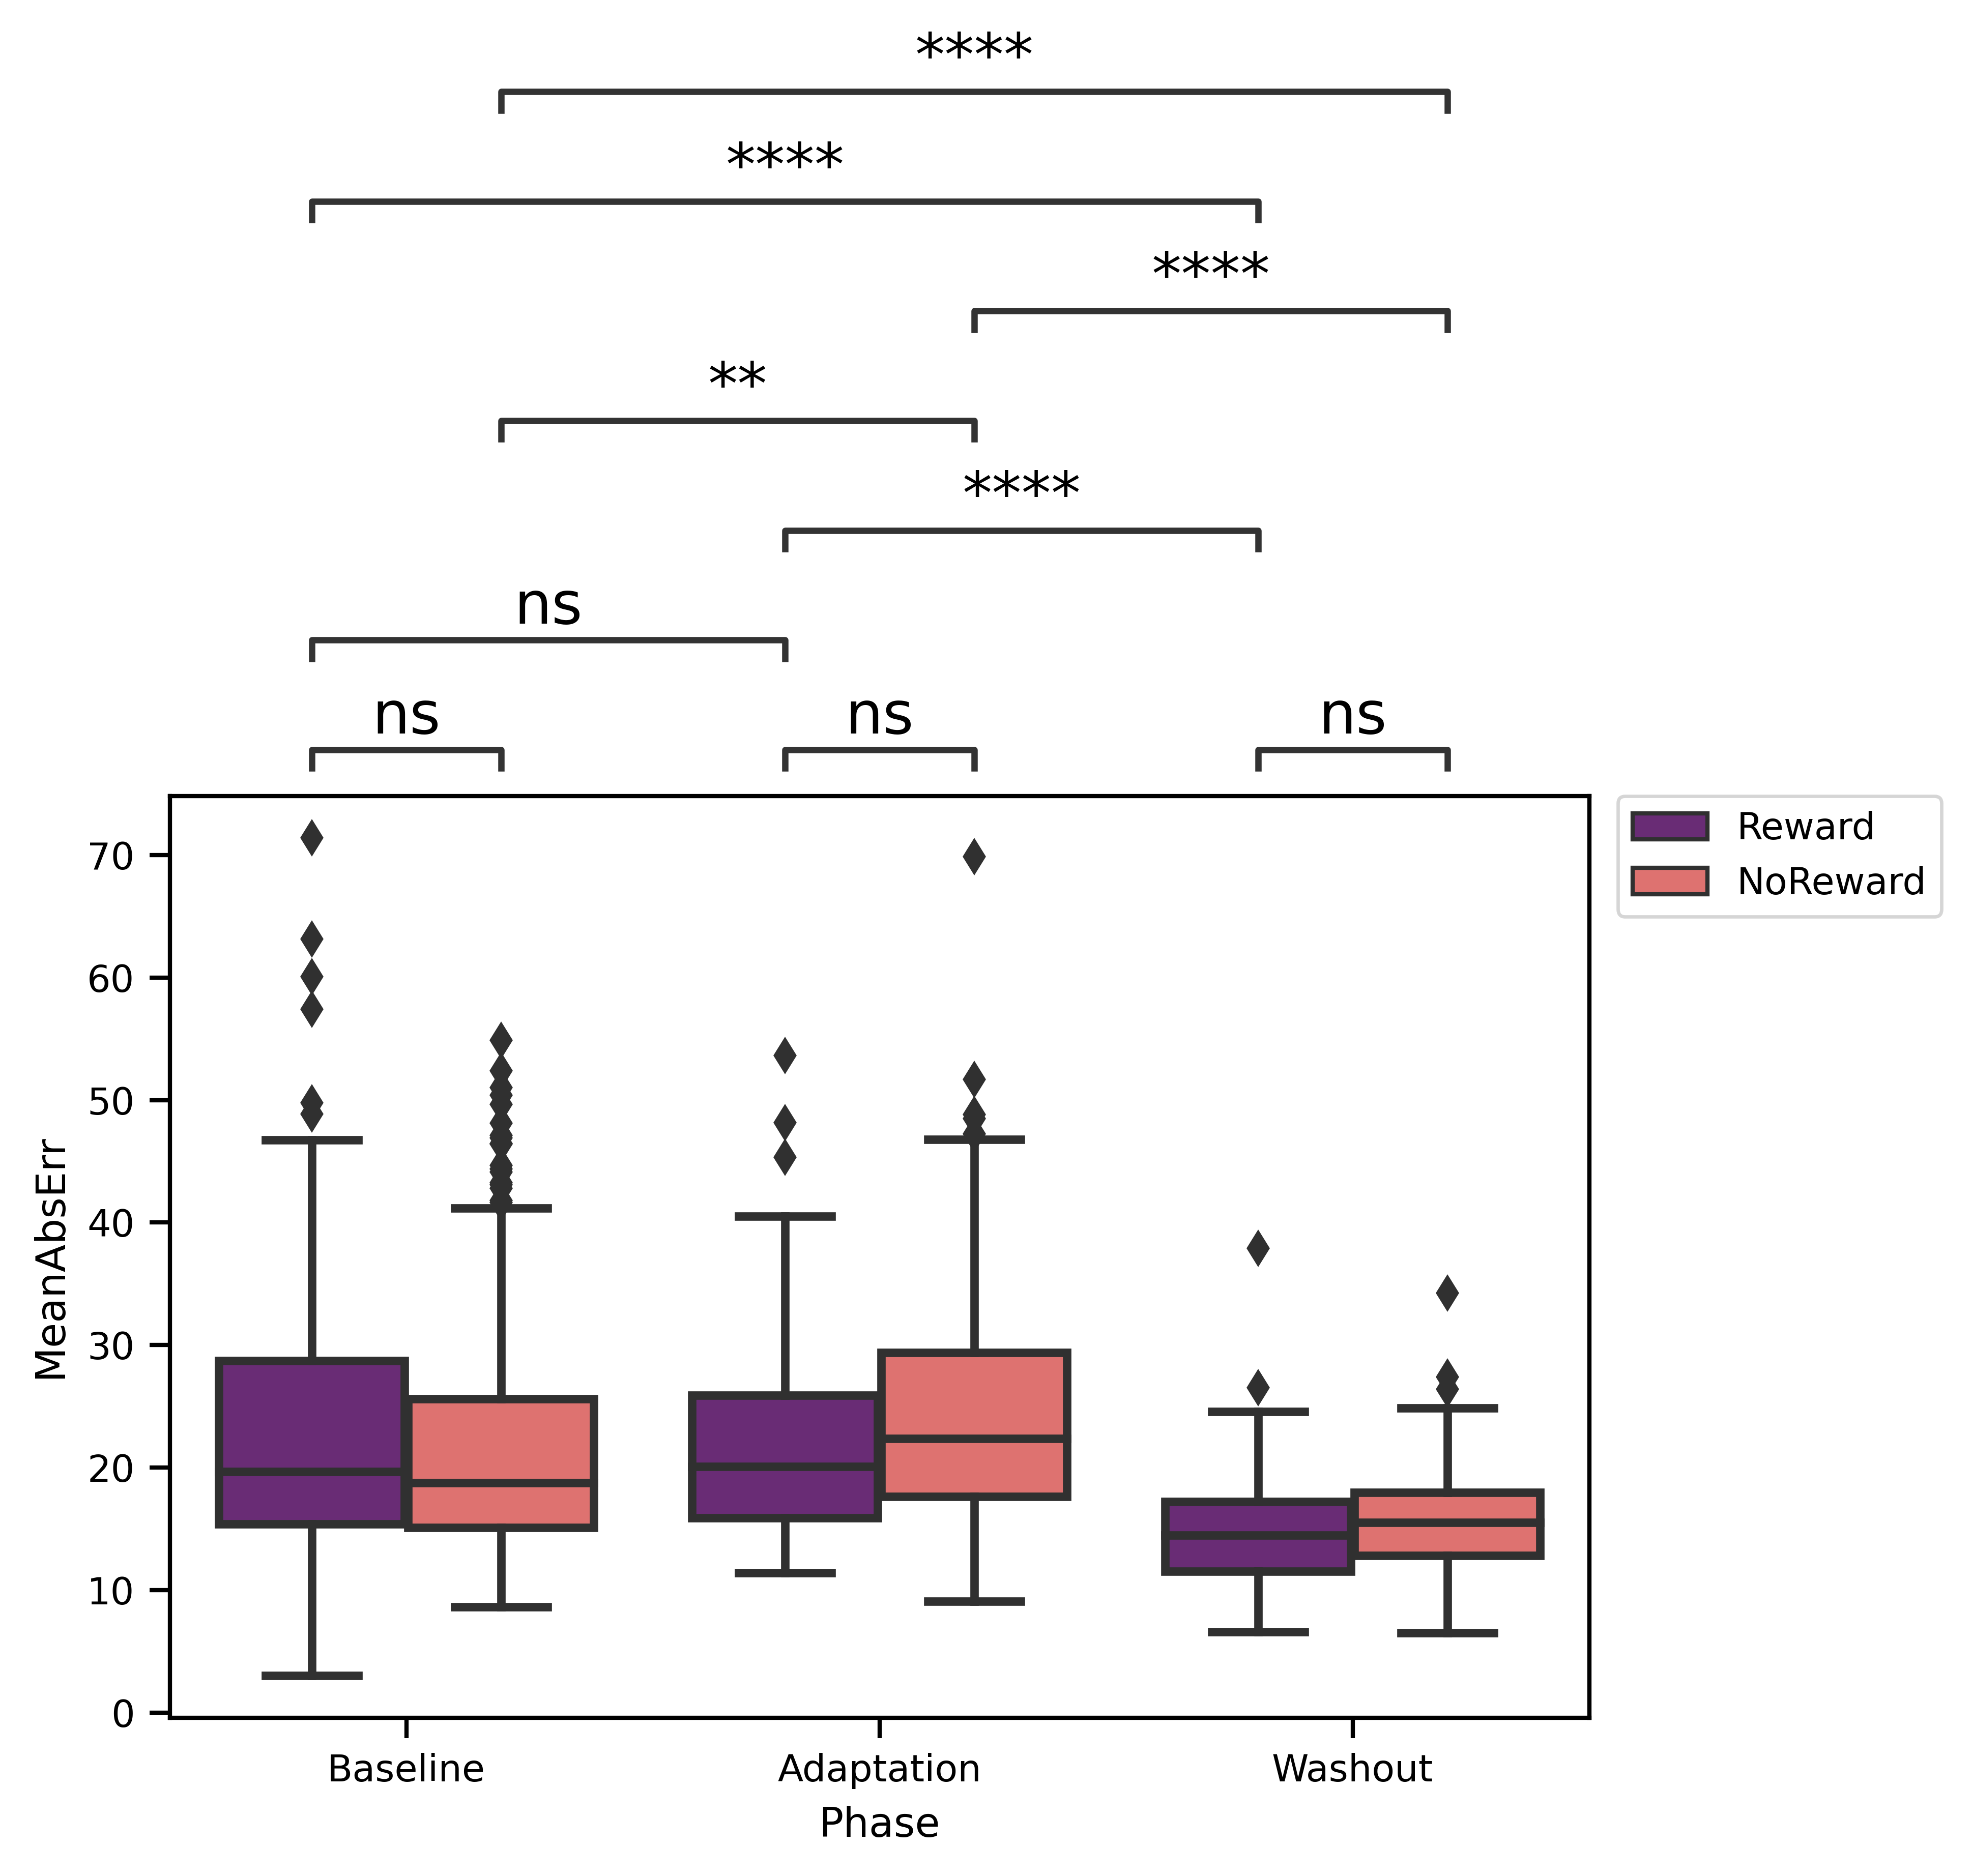 ****
****
****
**
****
ns
ns ns ns
Reward
NoReward
70
60
50
40
30
20
10
0
MeanAbsErr
Baseline Adaptation Washout
Phase